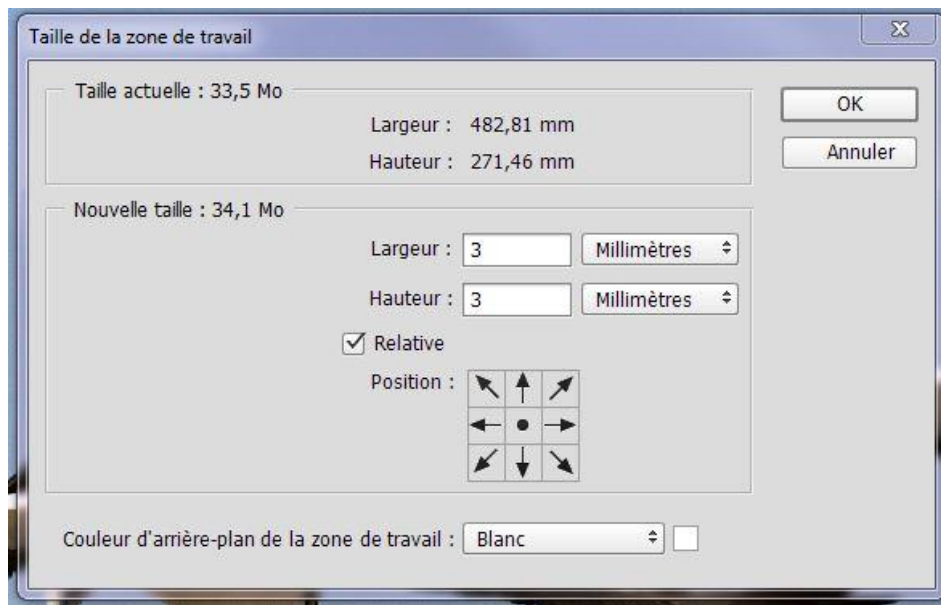 Taille de la zone de travail
Taille actuelle : 33,5 Mo
Largeur : 482,81 mm
Hauteur : 271,46 mm
OK
Annuler
Nouvelle taille : 34,1 Mo
Largeur : 3 Millimètres
Hauteur : 3 Millimètres
Relative
Position :
Couleur d'arrière-plan de la zone de travail : Blanc